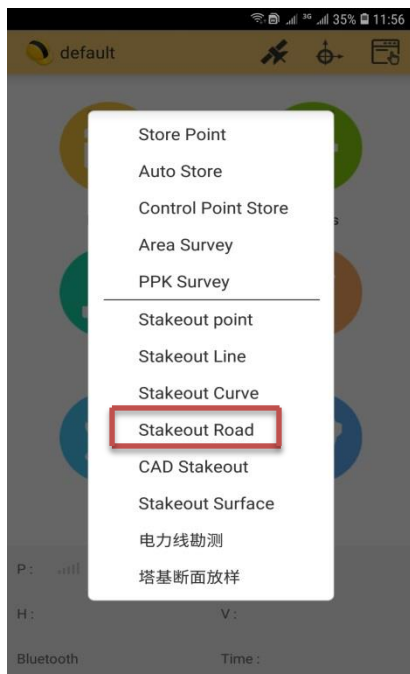 3G 35% 11:56
default
Store Point
Auto Store
Control Point Store
s
Area Survey
PPK Survey
Stakeout point
Stakeout Line
Stakeout Curve
Stakeout Road
CAD Stakeout
Stakeout Surface
电力线勘测
塔基断面放样
P :
H : V :
Bluetooth Time :